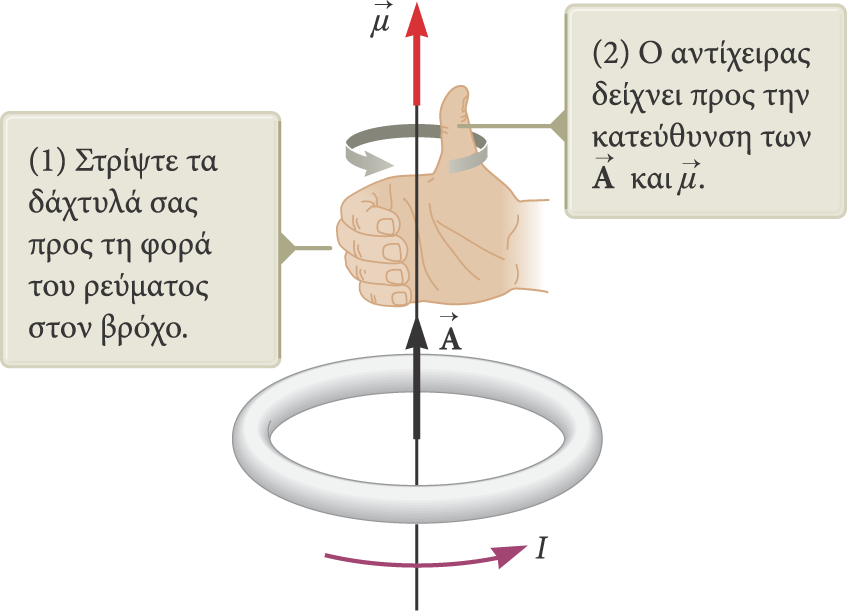 (1) Στρίψτε τα
δάχτυλά σας
προς τη φορά
του ρεύματος
στον βρόχο.
(2) Ο αντίχειρας
δείχνει προς την
κατεύθυνση των
A⃗ και μ⃗.
μ⃗
A⃗
I